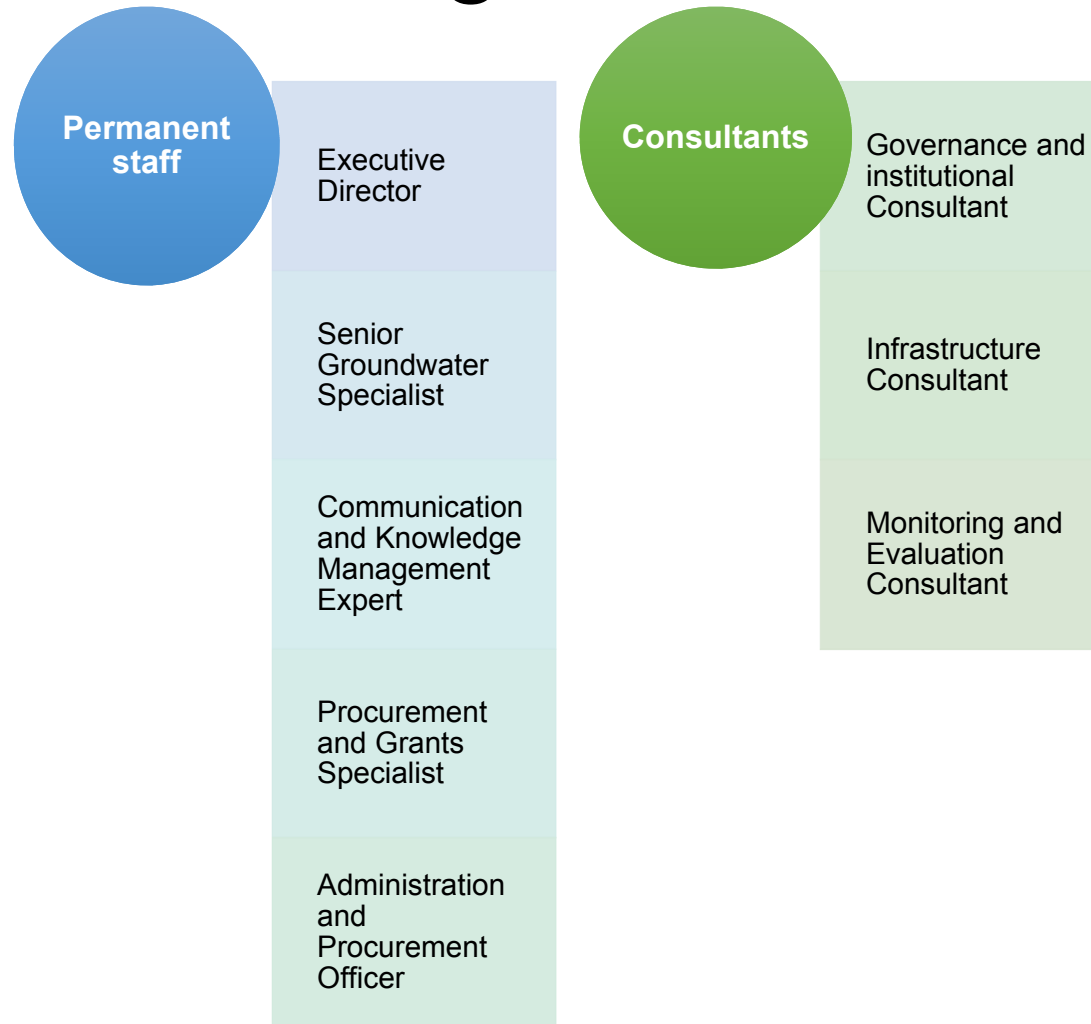 Permanent
staff
Executive
Director
Senior
Groundwater
Specialist
Communication
and Knowledge
Management
Expert
Procurement
and Grants
Specialist
Administration
and
Procurement
Officer
Consultants
Governance and
institutional
Consultant
Infrastructure
Consultant
Monitoring and
Evaluation
Consultant